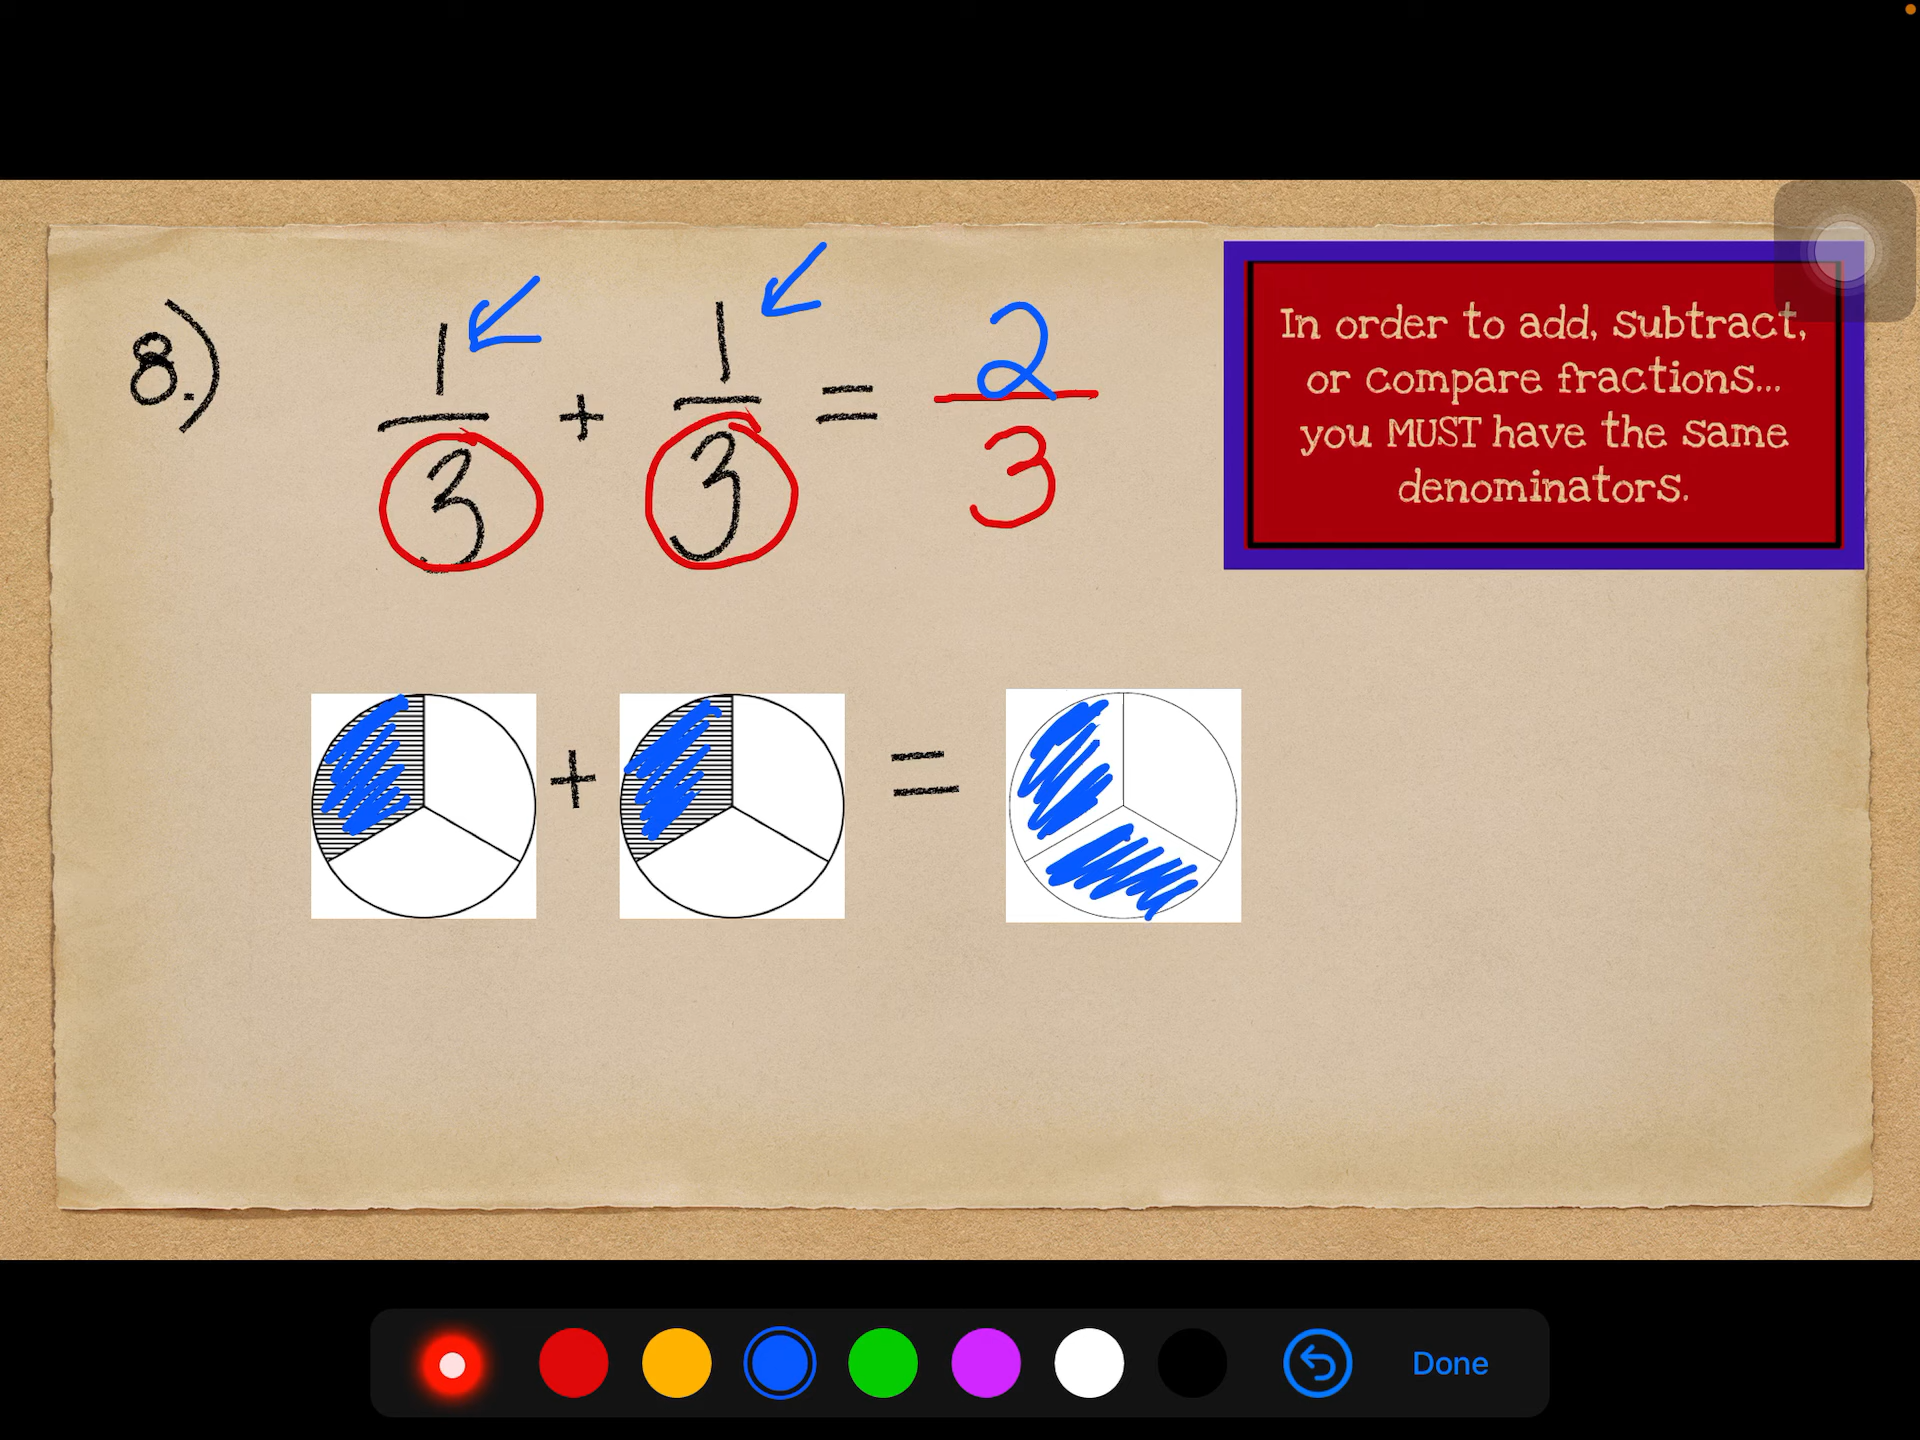 8.) 1/3 + 1/3 = 2/3
In order to add, subtract,
or compare fractions...
you MUST have the same
denominators.
+ =
Done